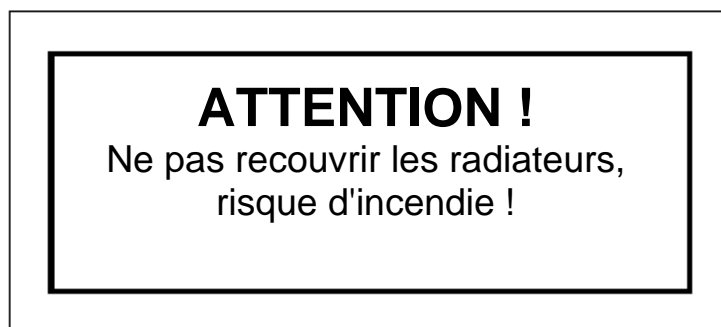 ATTENTION !
Ne pas recouvrir les radiateurs,
risque d'incendie !